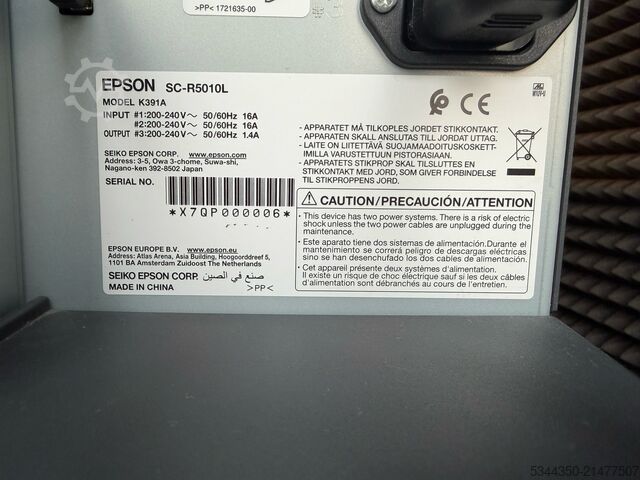 >PP< 1721635-00
EPSON SC-R5010L
MODEL K391A
INPUT #1:200-240V～ 50/60Hz 16A
#2:200-240V～ 50/60Hz 16A
OUTPUT #3:200-240V～ 50/60Hz 1.4A
SEIKO EPSON CORP. www.epson.com
Address: 3-5, Owa 3-chome, Suwa-shi,
Nagano-ken 392-8502 Japan
SERIAL NO.
*X7QP000006*
EPSON EUROPE B.V. www.epson.eu
Address: Atlas Arena, Asia Building, Hoogoorddreef 5,
1101 BA Amsterdam Zuidoost The Netherlands
SEIKO EPSON CORP. صنع في الصين
MADE IN CHINA
>PP<
CE
- APPARATET MÅ TILKOPLES JORDET STIKKONTAKT.
- APPARATEN SKALL ANSLUTAS TILL JORDAT UTTAG.
- LAITE ON LIITETTÄVÄ SUOJAMAADOITUSKOSKETT-
IMILLA VARUSTETTUUN PISTORASIAAN.
- APPARATETS STIKPROP SKAL TILSLUTTES EN
STIKKONTAKT MED JORD, SOM GIVER FORBINDELSE
TIL STIKPROPPENS JORD.
CAUTION/PRECAUCIÓN/ATTENTION
• This device has two power systems. There is a risk of electric
shock unless the two power cables are unplugged during the
maintenance.
• Este aparato tiene dos sistemas de alimentación.Durante el
mantenimiento se correrá peligro de descargas eléctricas
si no se han desenchufado los dos cables de alimentación.
• Cet appareil présente deux systèmes d'alimentation.
Il existe un risque de choc électrique sauf si les deux câbles
d'alimentation sont débranchés au cours de l'entretien.
5344350-21477507